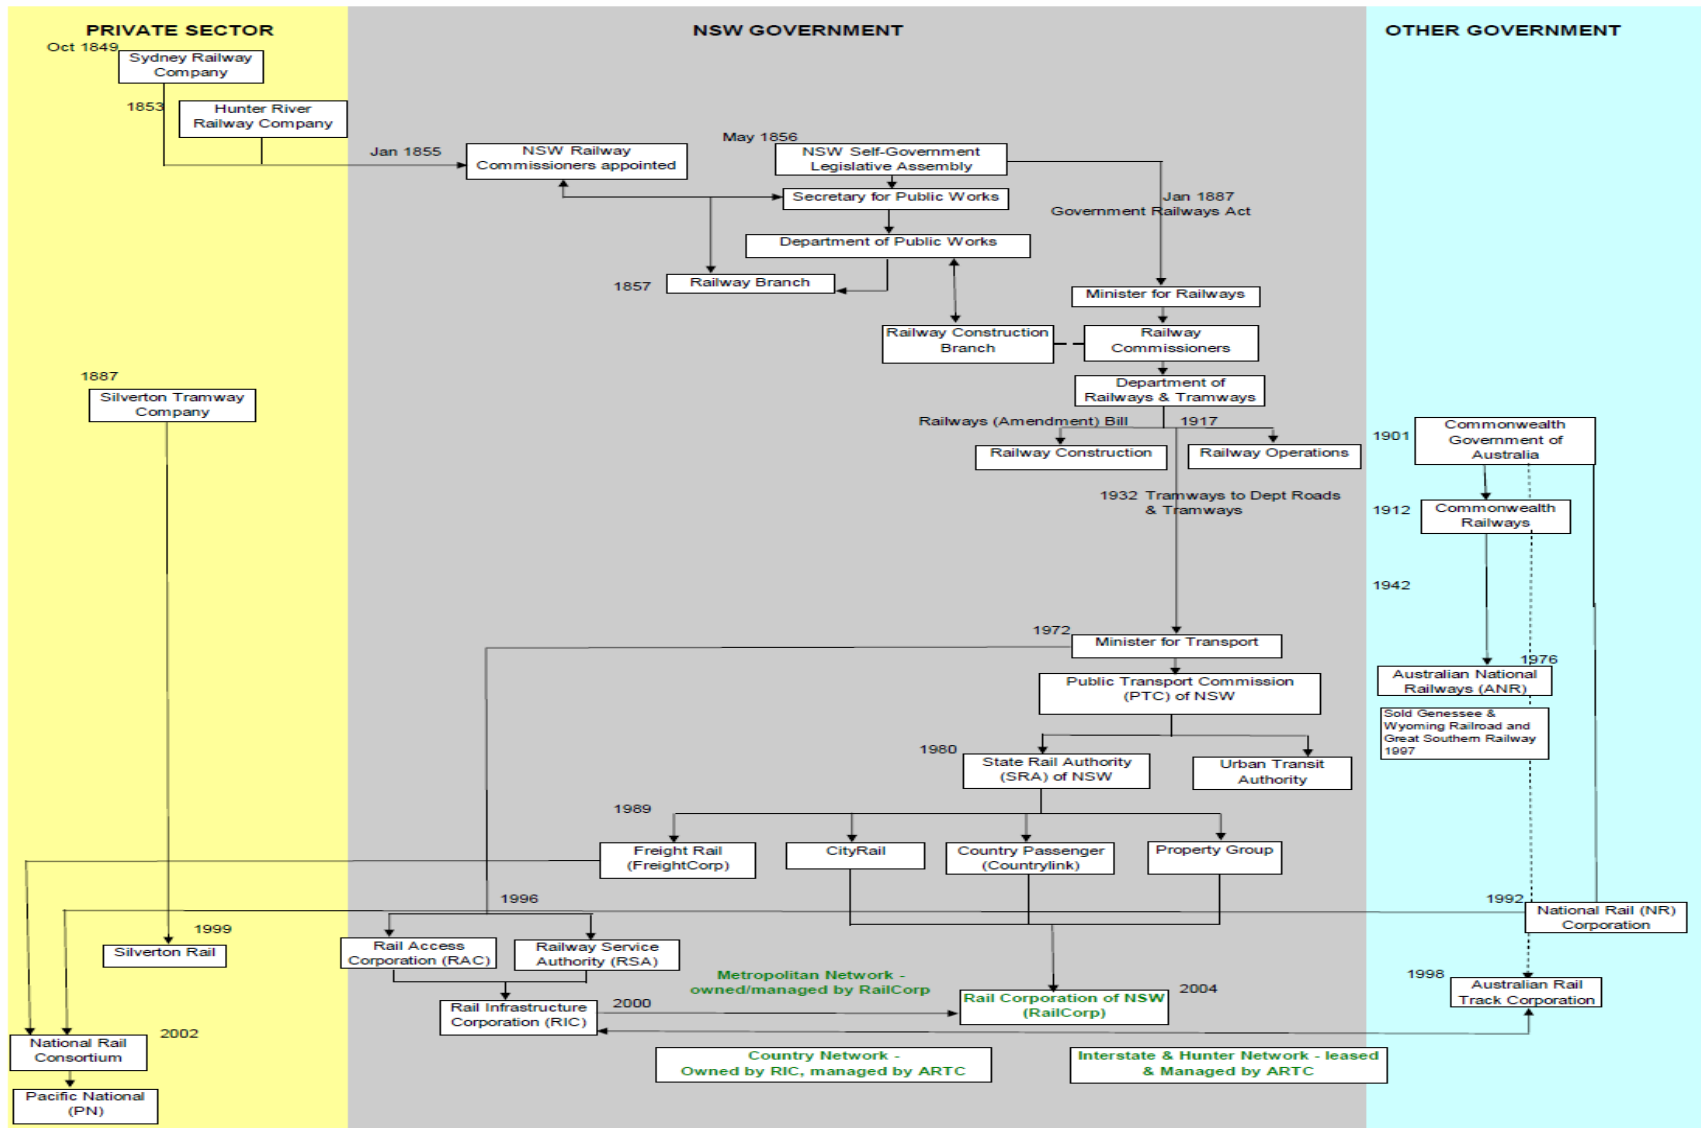 PRIVATE SECTOR
NSW GOVERNMENT
OTHER GOVERNMENT
Oct 1849
Sydney Railway
Company
1853
Hunter River
Railway Company
Jan 1855
NSW Railway
Commissioners appointed
May 1856
NSW Self-Government
Legislative Assembly
Secretary for Public Works
Jan 1887
Government Railways Act
Department of Public Works
1857
Railway Branch
Minister for Railways
Railway Construction
Branch
Railway
Commissioners
1887
Silverton Tramway
Company
Department of
Railways & Tramways
Railways (Amendment) Bill
1917
Railway Construction
Railway Operations
1901
Commonwealth
Government of
Australia
1932 Tramways to Dept Roads
& Tramways
1912
Commonwealth
Railways
1942
1972
Minister for Transport
Public Transport Commission
(PTC) of NSW
1976
Australian National
Railways (ANR)
Sold Genessee &
Wyoming Railroad and
Great Southern Railway
1997
1980
State Rail Authority
(SRA) of NSW
Urban Transit
Authority
1989
Freight Rail
(FreightCorp)
CityRail
Country Passenger
(Countrylink)
Property Group
1996
1992
National Rail (NR)
Corporation
1999
Silverton Rail
Rail Access
Corporation (RAC)
Railway Service
Authority (RSA)
Metropolitan Network -
owned/managed by RailCorp
1998
Australian Rail
Track Corporation
Rail Infrastructure
Corporation (RIC)
2000
Rail Corporation of NSW
(RailCorp)
2004
2002
National Rail
Consortium
Country Network -
Owned by RIC, managed by ARTC
Interstate & Hunter Network - leased
& Managed by ARTC
Pacific National
(PN)